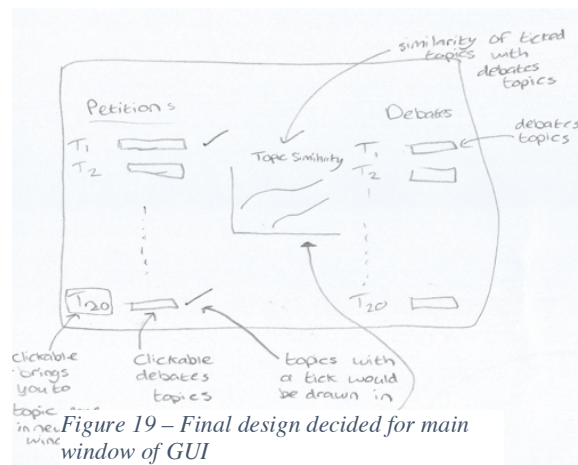 similarity of ticked
topics with
debates
topics
Petitions
Debates
T1
T2
T20
Topic Similarity
T1
T2
T20
debates
topics
clickable
brings
you to
topic
in new
Clickable
debates
topics
topics with
a tick would
be drawn in
Figure 19 – Final design decided for main
window of GUI